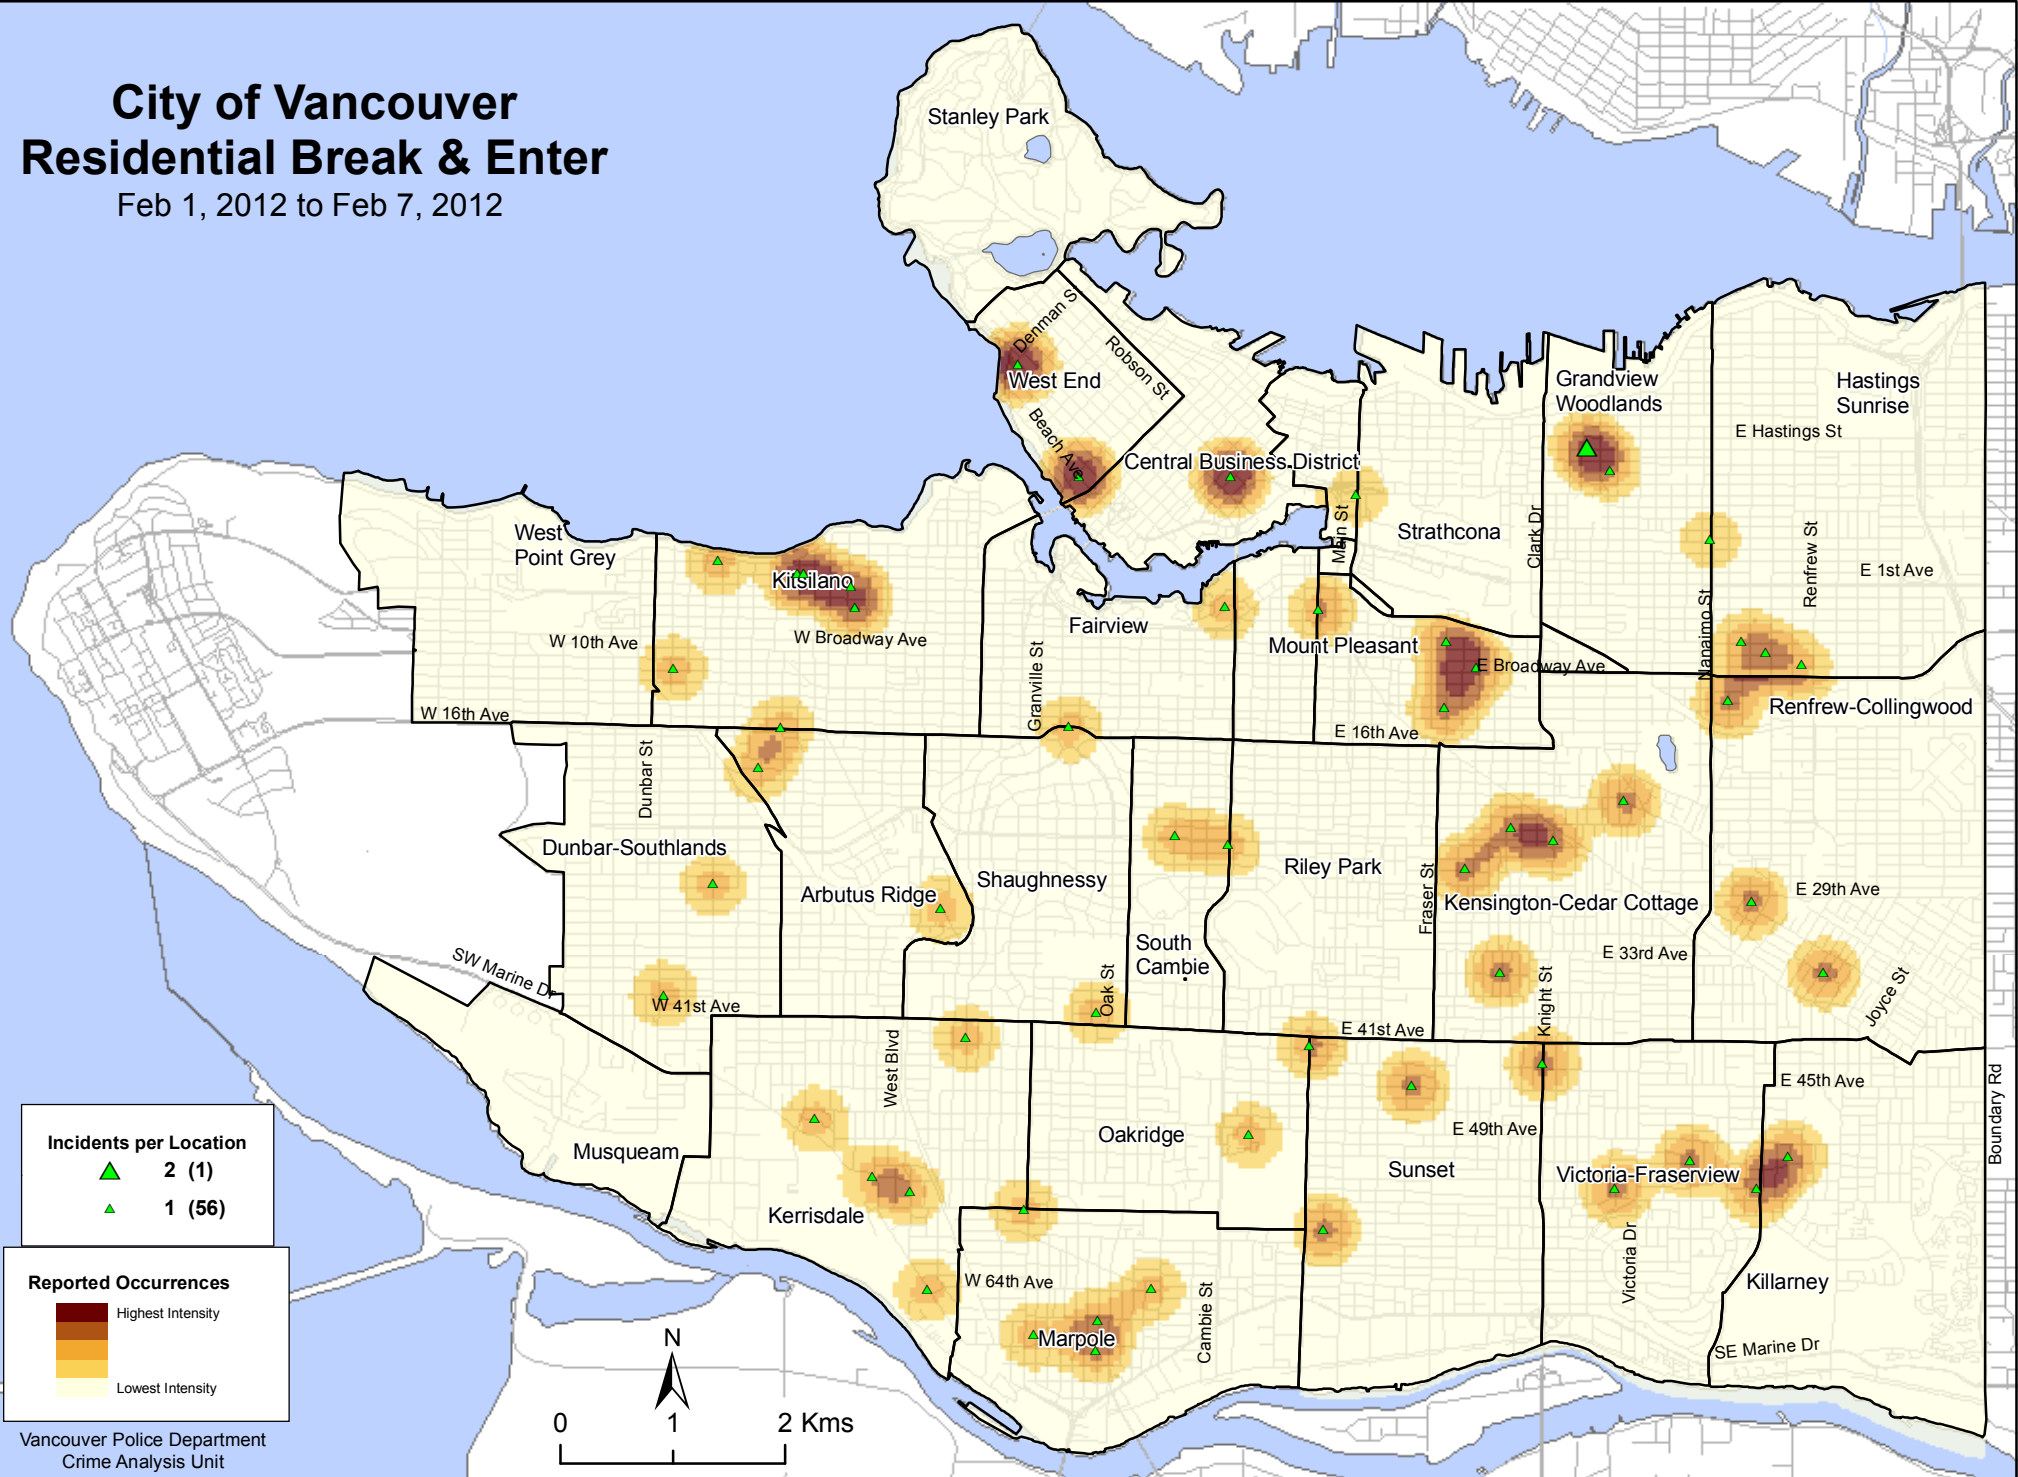 City of Vancouver
Residential Break & Enter
Feb 1, 2012 to Feb 7, 2012
Stanley Park
Denman S
Robson St
West End
Beach Ave
Central Business District
Grandview
Woodlands
Hastings
Sunrise
E Hastings St
West
Point Grey
Kitsilano
W 10th Ave
W Broadway Ave
W 16th Ave
Fairview
Granville St
Main St
Strathcona
Clark Dr
Mount Pleasant
E Broadway Ave
E 16th Ave
Nanaimo St
Renfrew St
E 1st Ave
Renfrew-Collingwood
Dunbar St
Dunbar-Southlands
Arbutus Ridge
Shaughnessy
South
Cambie
Riley Park
Fraser St
Kensington-Cedar Cottage
E 29th Ave
E 33rd Ave
SW Marine Dr
W 41st Ave
Oak St
E 41st Ave
Knight St
Joyce St
West Blvd
Musqueam
Kerrisdale
Oakridge
E 49th Ave
Sunset
Victoria-Fraserview
Victoria Dr
E 45th Ave
Boundary Rd
Killarney
SE Marine Dr
W 64th Ave
Marpole
Cambie St
Incidents per Location
2 (1)
1 (56)
Reported Occurrences
Highest Intensity
Lowest Intensity
Vancouver Police Department
Crime Analysis Unit
N
0 1 2 Kms